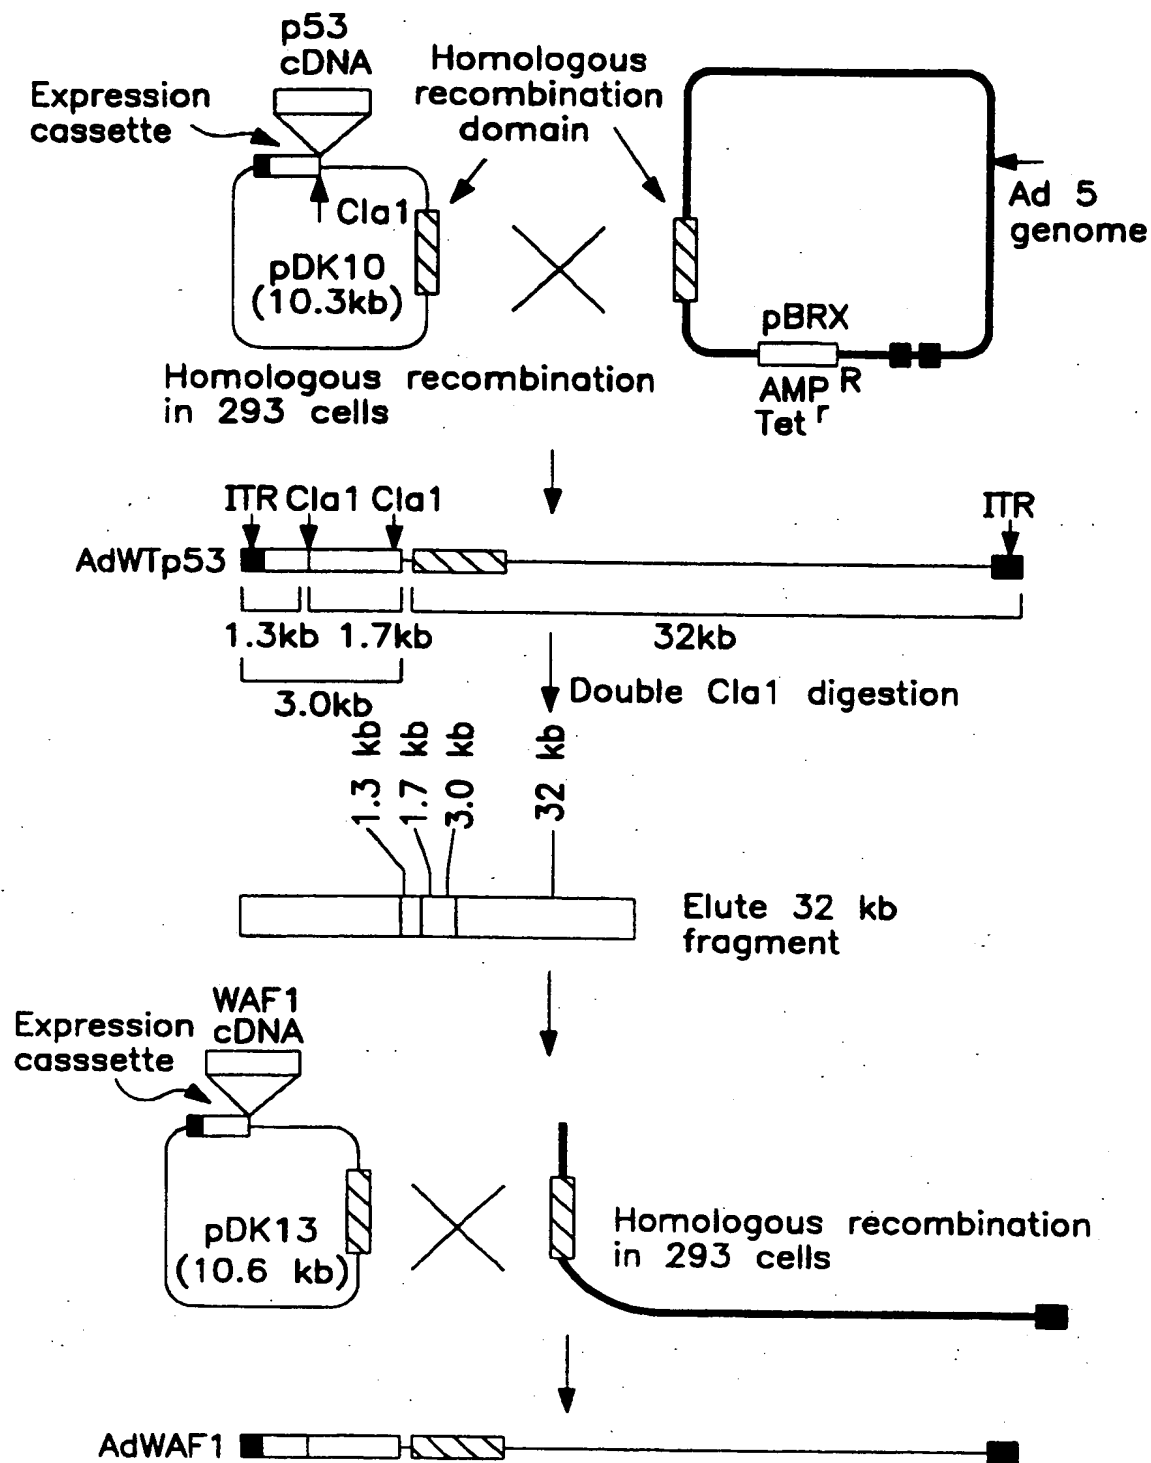 p53
cDNA
Homologous
recombination
domain
Expression
cassette
Cla1
pDK10
(10.3kb)
Ad 5
genome
pBRX
AMP R
Tet r
Homologous recombination
in 293 cells
ITR Cla1 Cla1
ITR
AdWTp53
1.3kb 1.7kb
32kb
3.0kb
Double Cla1 digestion
1.3 kb
1.7 kb
3.0 kb
32 kb
Elute 32 kb
fragment
WAF1
cDNA
Expression
casssette
pDK13
(10.6 kb)
Homologous recombination
in 293 cells
AdWAF1